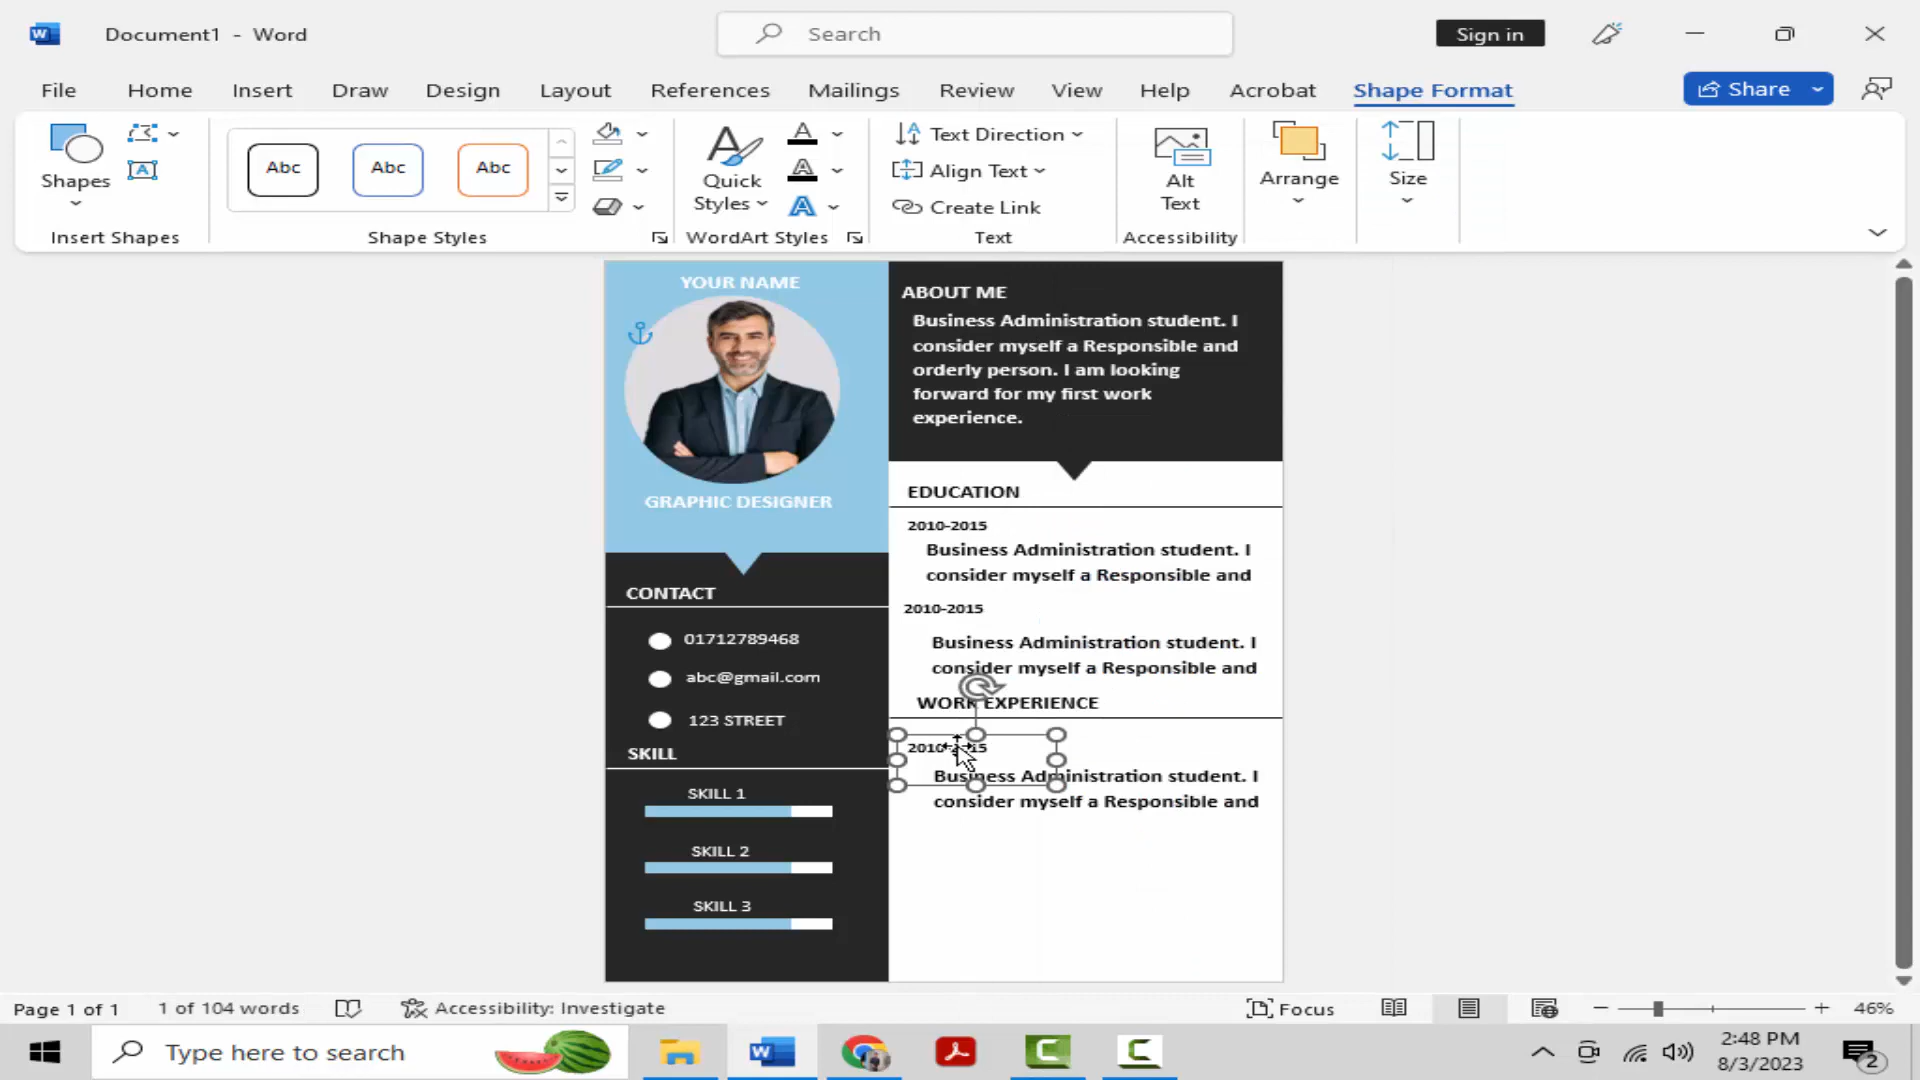 W
Document1 - Word
Search
Sign in
File Home Insert Draw Design Layout References Mailings Review View Help Acrobat Shape Format Share
Shapes
Abc Abc Abc
Quick
Styles
A
A
A
A
Text Direction
Align Text
Create Link
Alt
Text
Arrange
Size
Insert Shapes Shape Styles WordArt Styles Text Accessibility
YOUR NAME
GRAPHIC DESIGNER
CONTACT
01712789468
abc@gmail.com
123 STREET
SKILL
SKILL 1
SKILL 2
SKILL 3
ABOUT ME
Business Administration student. I
consider myself a Responsible and
orderly person. I am looking
forward for my first work
experience.
EDUCATION
2010-2015
Business Administration student. I
consider myself a Responsible and
2010-2015
Business Administration student. I
consider myself a Responsible and
WORK EXPERIENCE
2010-2015
Business Administration student. I
consider myself a Responsible and
Page 1 of 1 1 of 104 words Accessibility: Investigate Focus 46%
Type here to search
2:48 PM
8/3/2023
2